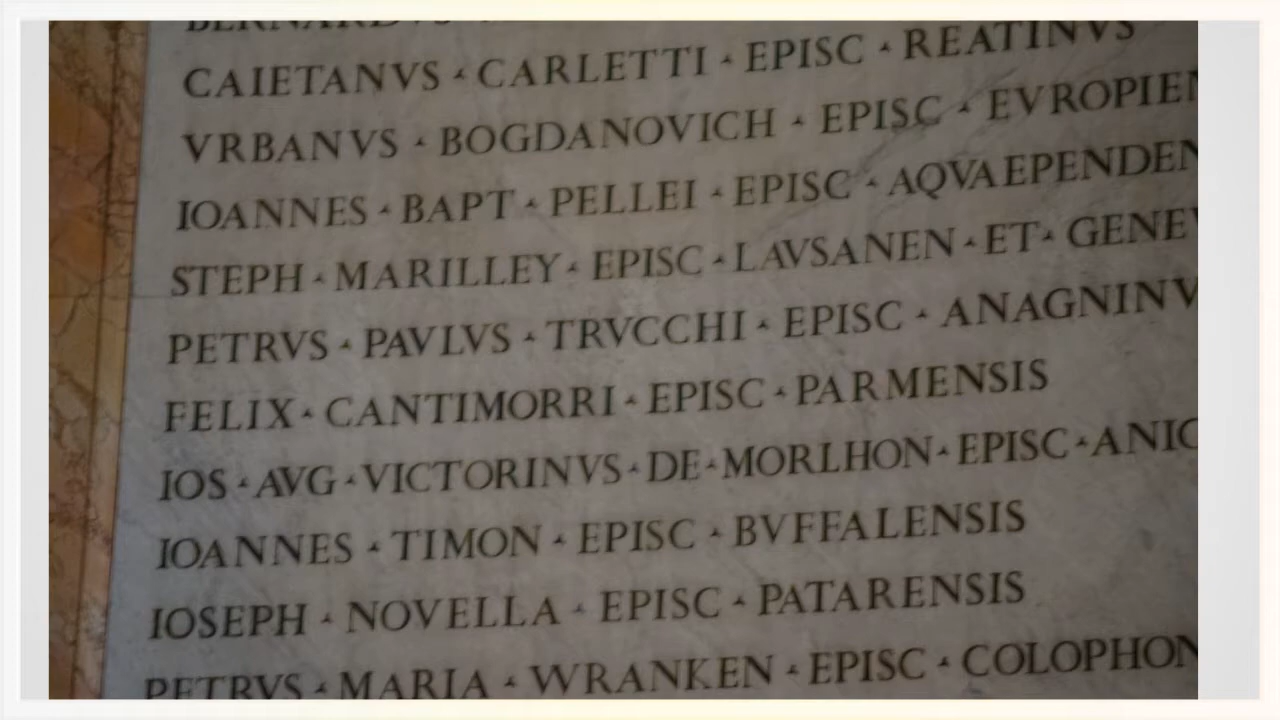 CAIETANVS · CARLETTI · EPISC · REATINVS
VRBANVS · BOGDANOVICH · EPISC · EVROPIEN
IOANNES · BAPT · PELLEI · EPISC · AQVAEPENDEN
STEPH · MARILLEY · EPISC · LAVSANEN · ET · GENEV
PETRVS · PAVLVS · TRVCCHI · EPISC · ANAGNINV
FELIX · CANTIMORRI · EPISC · PARMENSIS
IOS · AVG · VICTORINVS · DE · MORLHON · EPISC · ANIC
IOANNES · TIMON · EPISC · BVFFALENSIS
IOSEPH · NOVELLA · EPISC · PATARENSIS
PETRVS · MARIA · WRANKEN · EPISC · COLOPHON